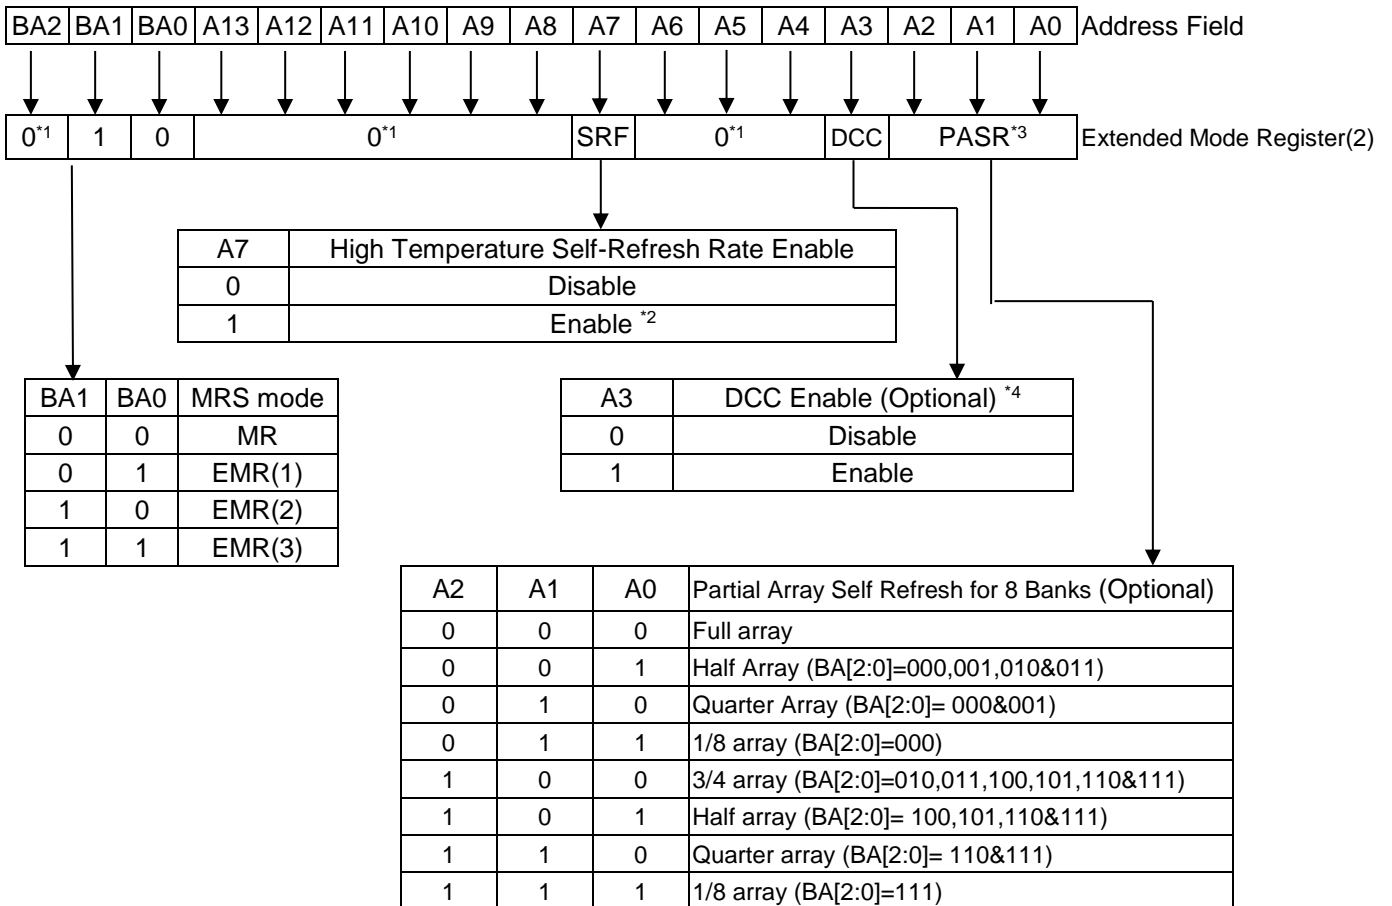 BA2 BA1 BA0 A13 A12 A11 A10 A9 A8 A7 A6 A5 A4 A3 A2 A1 A0 Address Field
0*1 1 0 0*1 SRF 0*1 DCC PASR*3 Extended Mode Register(2)
A7 High Temperature Self-Refresh Rate Enable
0 Disable
1 Enable *2
BA1 BA0 MRS mode
0 0 MR
0 1 EMR(1)
1 0 EMR(2)
1 1 EMR(3)
A3 DCC Enable (Optional) *4
0 Disable
1 Enable
A2 A1 A0 Partial Array Self Refresh for 8 Banks (Optional)
0 0 0 Full array
0 0 1 Half Array (BA[2:0]=000,001,010&011)
0 1 0 Quarter Array (BA[2:0]= 000&001)
0 1 1 1/8 array (BA[2:0]=000)
1 0 0 3/4 array (BA[2:0]=010,011,100,101,110&111)
1 0 1 Half array (BA[2:0]= 100,101,110&111)
1 1 0 Quarter array (BA[2:0]= 110&111)
1 1 1 1/8 array (BA[2:0]=111)